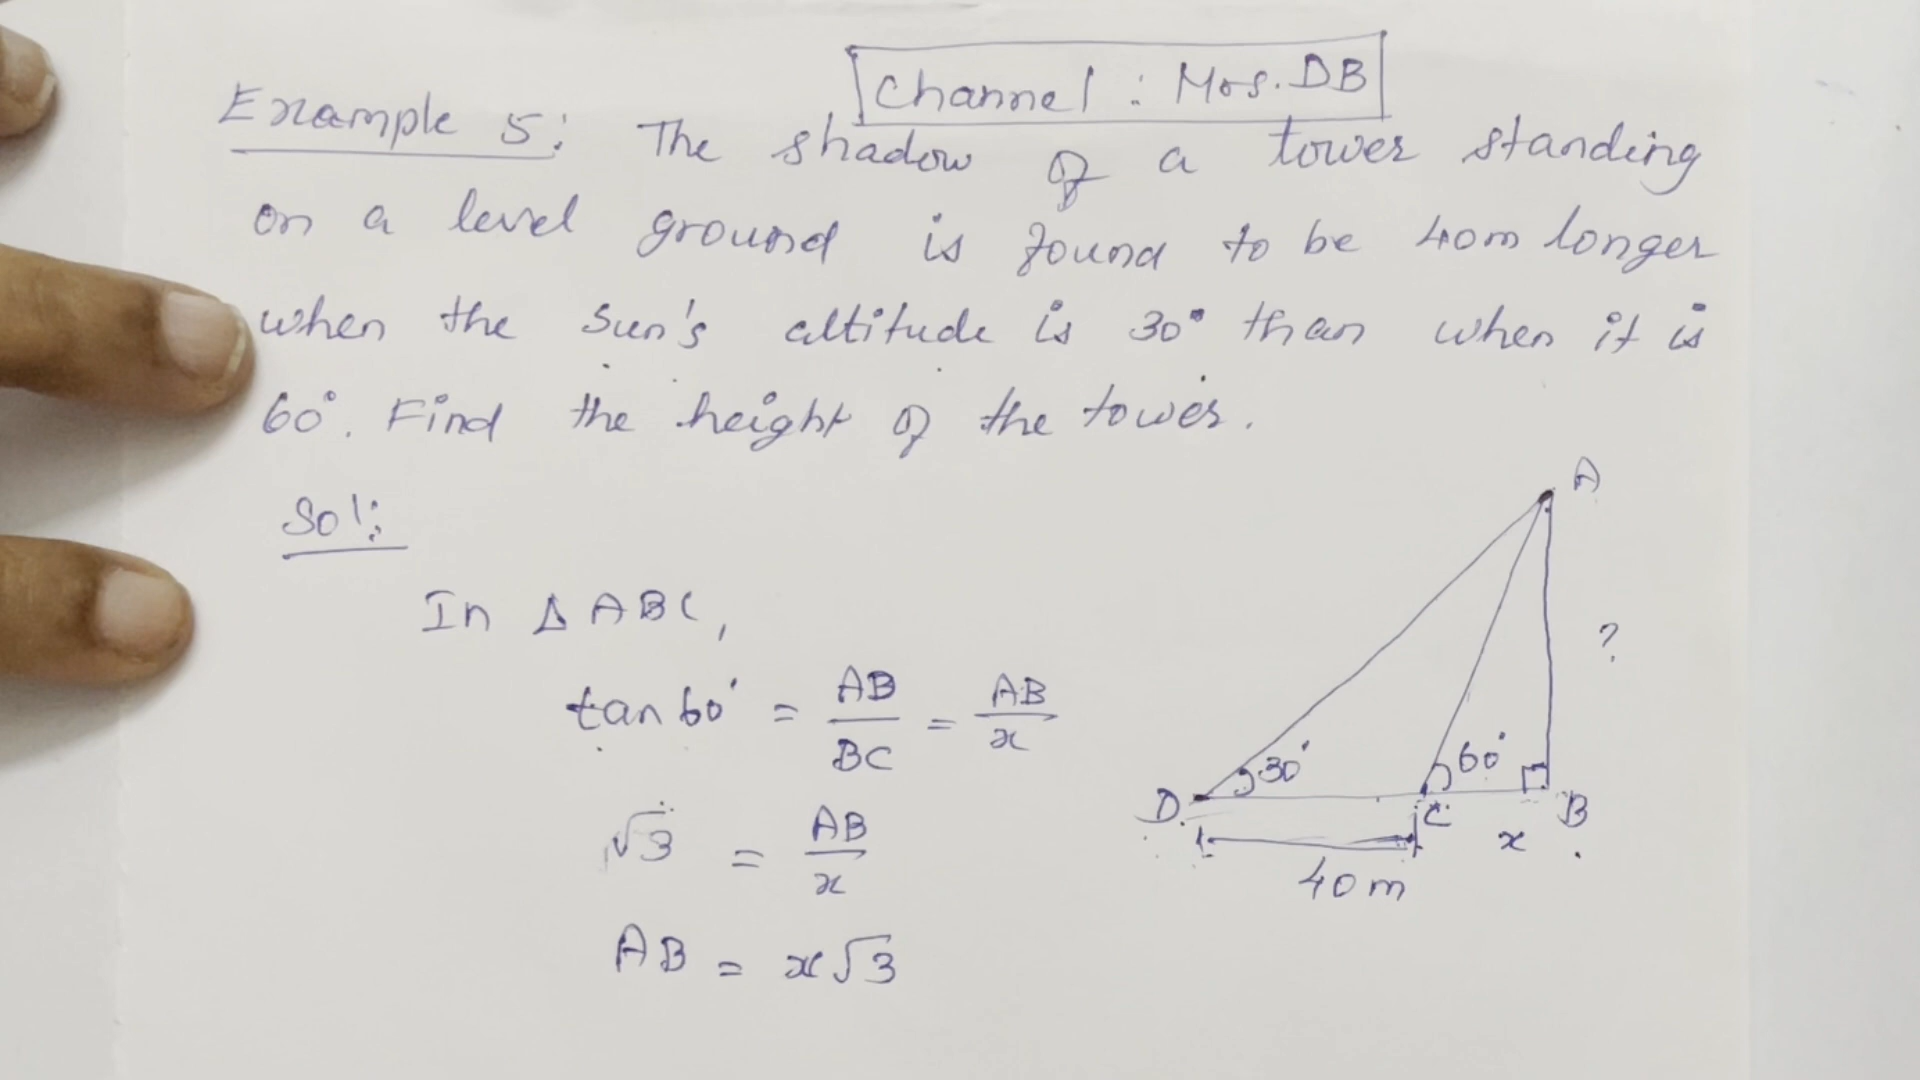 Channel : Mrs. DB
Example 5: The shadow of a tower standing
on a level ground is found to be 40m longer
when the sun's altitude is 30° than when it is
60°. Find the height of the tower.
Sol:
In Δ ABC,
tan 60° = AB/BC = AB/x
√3 = AB/x
AB = x√3
A
?
30° 60°
D C B
x
40 m